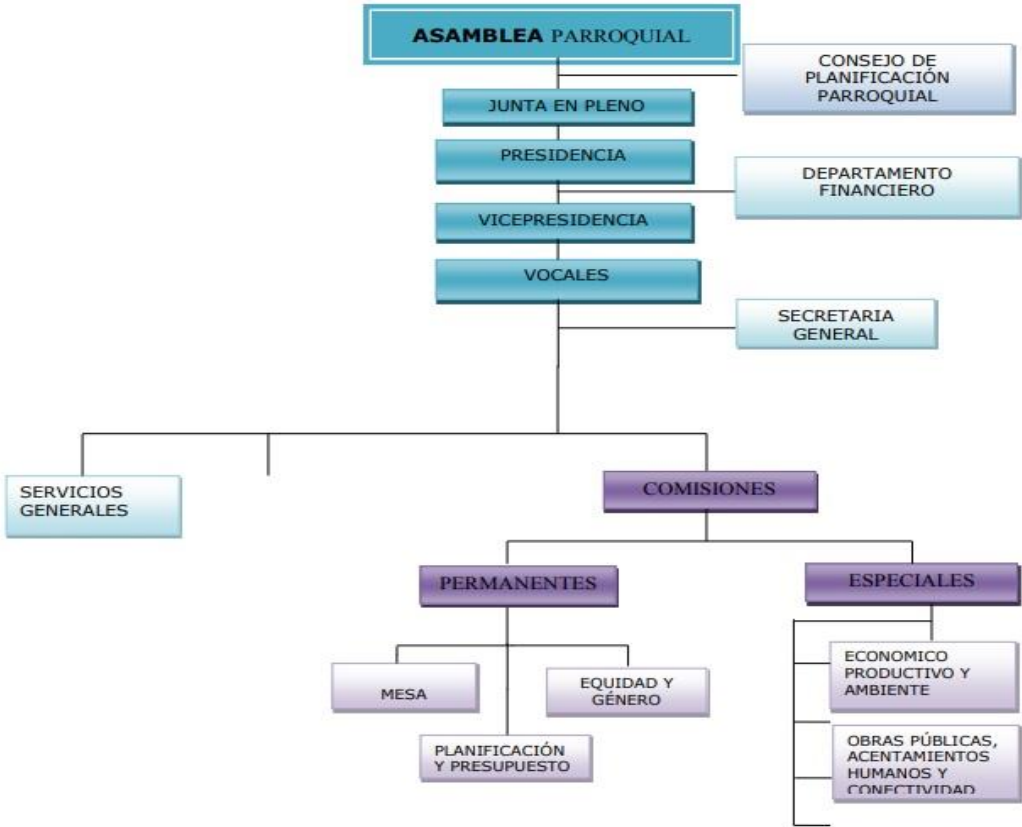 ASAMBLEA PARROQUIAL
CONSEJO DE
PLANIFICACIÓN
PARROQUIAL
JUNTA EN PLENO
PRESIDENCIA
DEPARTAMENTO
FINANCIERO
VICEPRESIDENCIA
VOCALES
SECRETARIA
GENERAL
SERVICIOS
GENERALES
COMISIONES
PERMANENTES
ESPECIALES
MESA
EQUIDAD Y
GÉNERO
PLANIFICACIÓN
Y PRESUPUESTO
ECONOMICO
PRODUCTIVO Y
AMBIENTE
OBRAS PÚBLICAS,
ACENTAMIENTOS
HUMANOS Y
CONECTIVIDAD